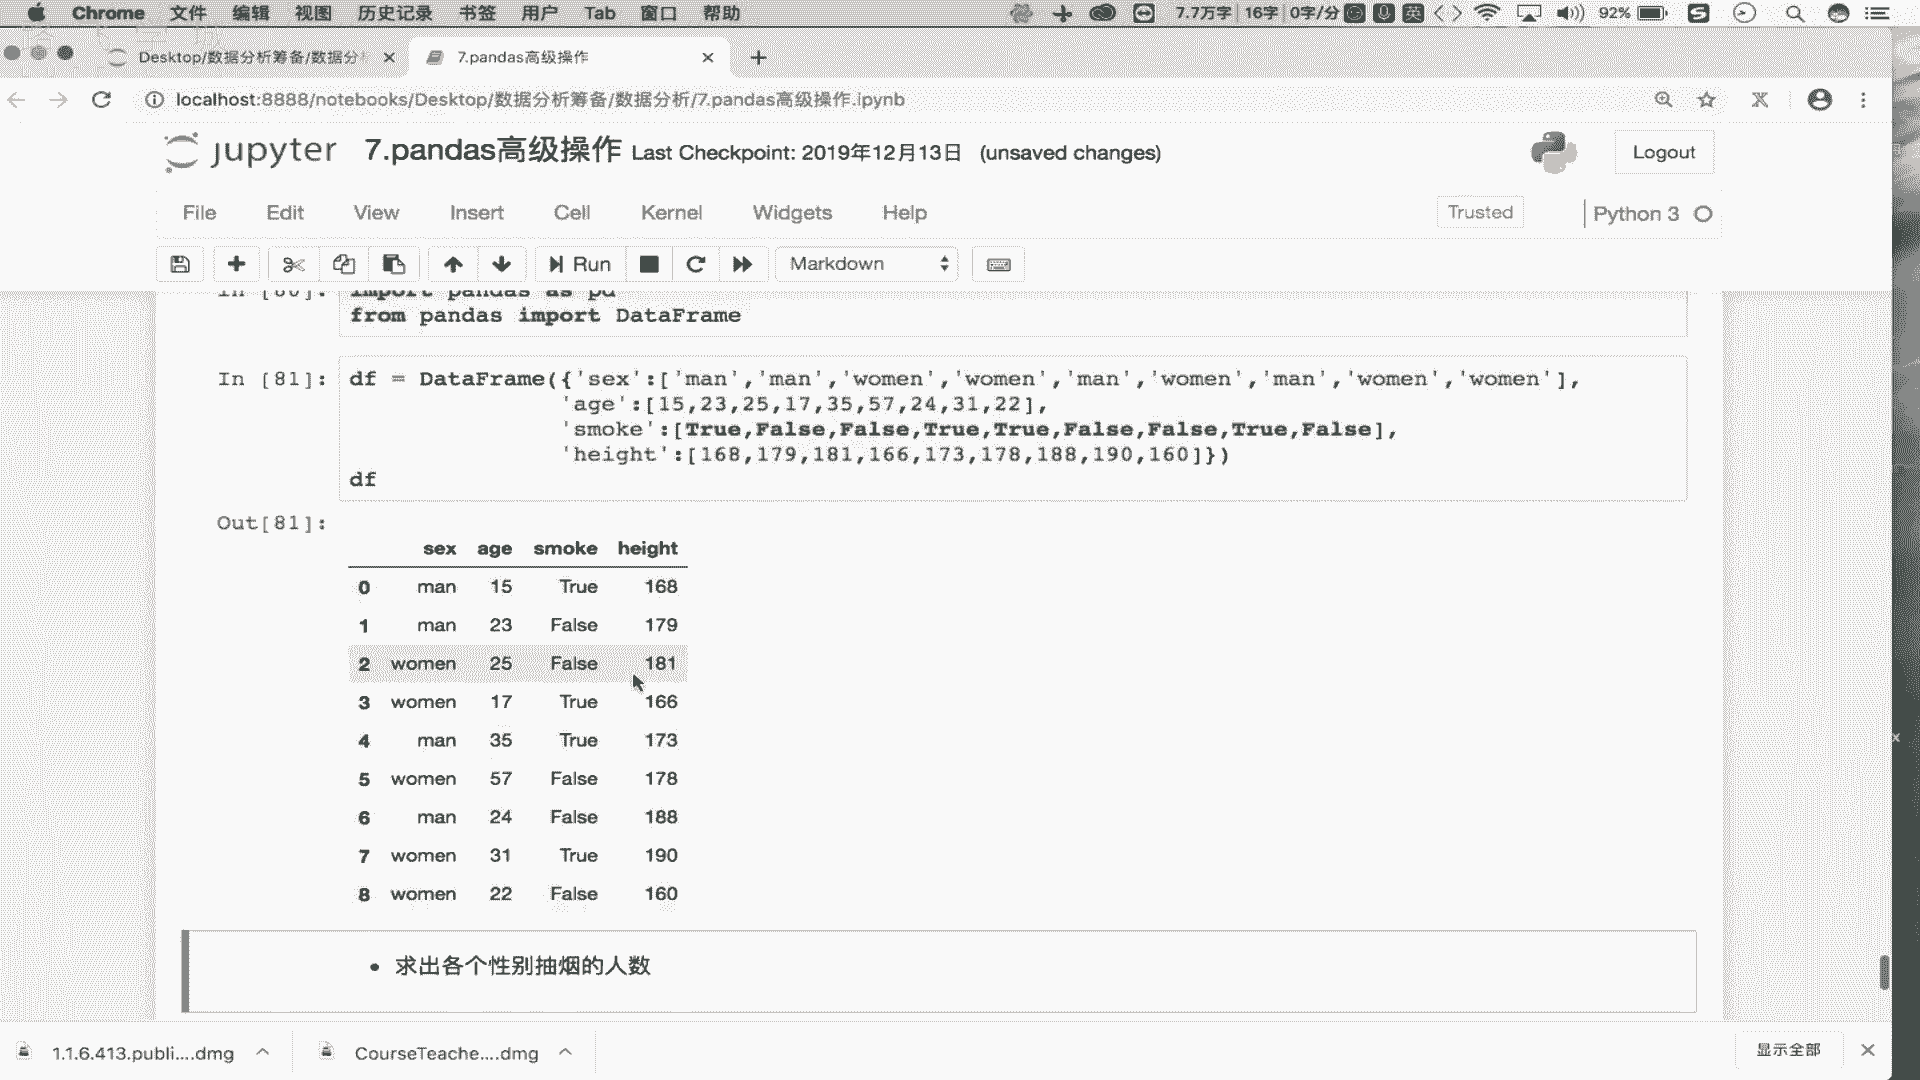 Chrome 文件 编辑 视图 历史记录 书签 用户 Tab 窗口 帮助 7.7万字 16字 0字/分 英 92%
Desktop/数据分析筹备/数据分 7.pandas高级操作
localhost:8888/notebooks/Desktop/数据分析筹备/数据分析/7.pandas高级操作.ipynb
jupyter 7.pandas高级操作 Last Checkpoint: 2019年12月13日 (unsaved changes) Logout
File Edit View Insert Cell Kernel Widgets Help Trusted Python 3
Run Markdown
In [80]: import pandas as pd
from pandas import DataFrame
In [81]: df = DataFrame({'sex':['man','man','women','women','man','women','man','women','women'],
'age':[15,23,25,17,35,57,24,31,22],
'smoke':[True,False,False,True,True,False,False,True,False],
'height':[168,179,181,166,173,178,188,190,160]})
df
Out[81]:
sex age smoke height
0 man 15 True 168
1 man 23 False 179
2 women 25 False 181
3 women 17 True 166
4 man 35 True 173
5 women 57 False 178
6 man 24 False 188
7 women 31 True 190
8 women 22 False 160
• 求出各个性别抽烟的人数
1.1.6.413.publi....dmg CourseTeache....dmg 显示全部